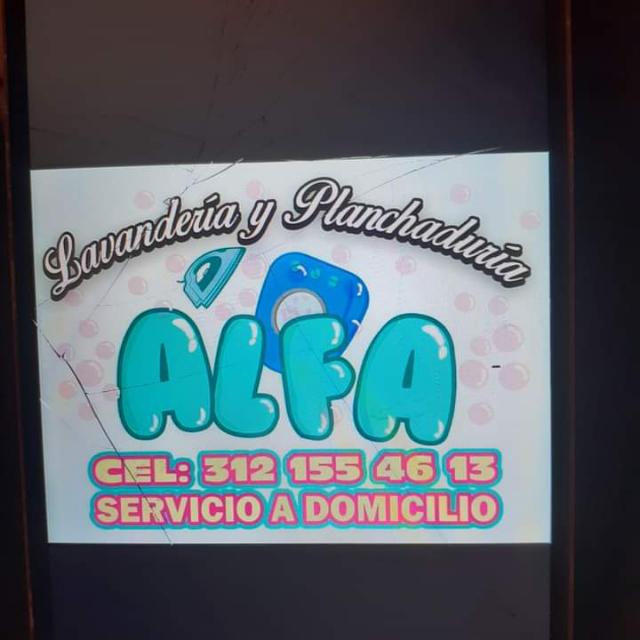 Lavandería y Planchaduría
ALFA
CEL: 312 155 46 13
SERVICIO A DOMICILIO